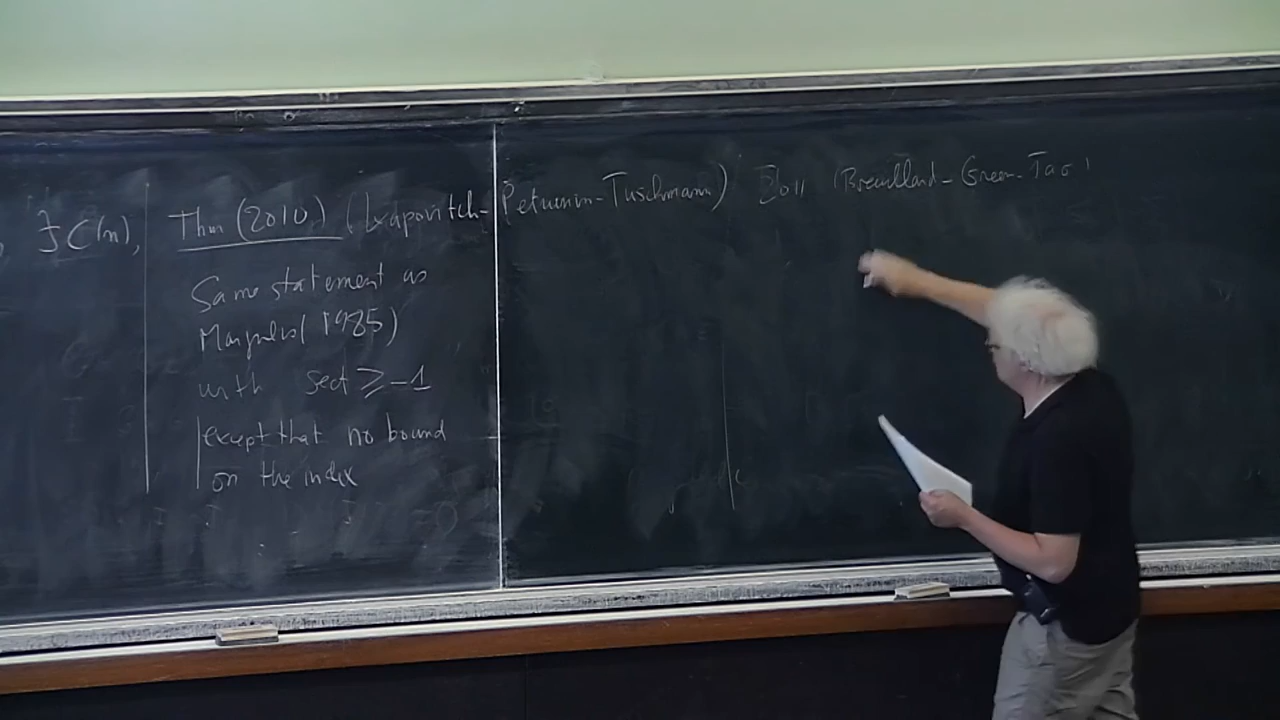 ∃C(n),
Thm (2010) (Kapovitch-Petrunin-Tuschmann) 2011 (Breuillard-Green-Tao)
Same statement as
Margulis (1985)
with sect ≥ -1
except that no bound
on the index